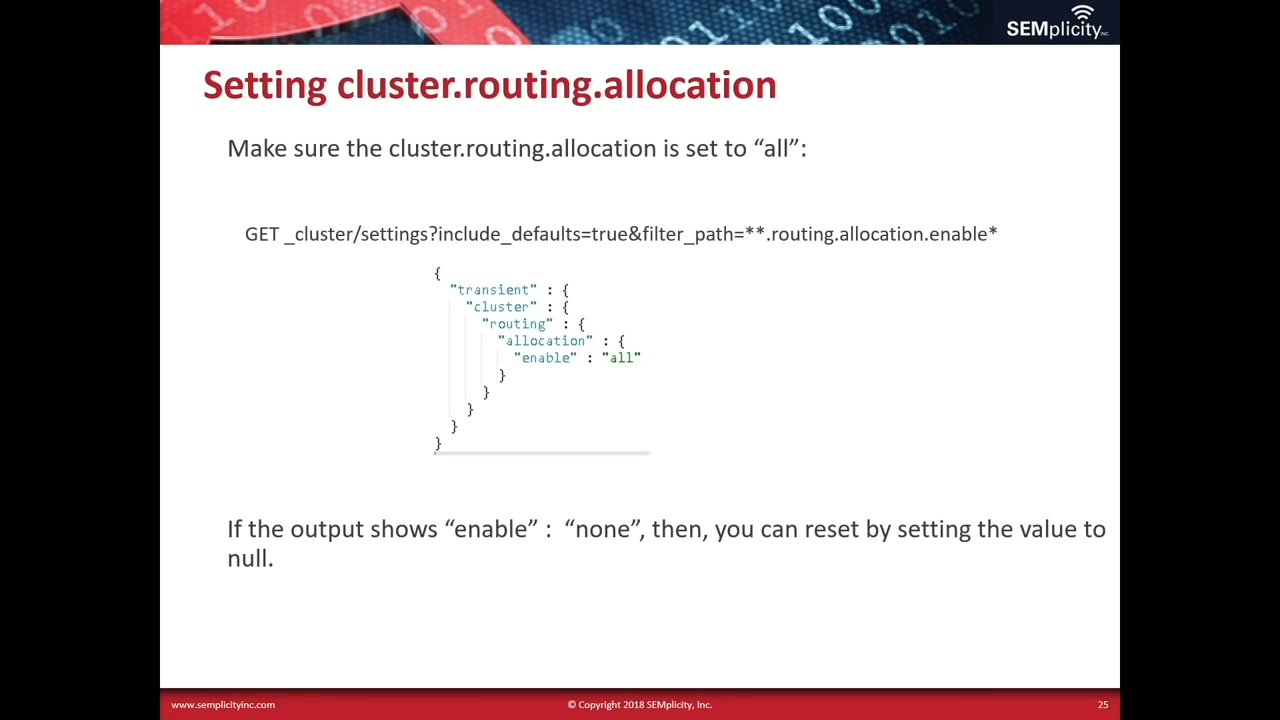 SEMplicity INC.
Setting cluster.routing.allocation
Make sure the cluster.routing.allocation is set to “all”:
GET _cluster/settings?include_defaults=true&filter_path=**.routing.allocation.enable*
{
"transient" : {
"cluster" : {
"routing" : {
"allocation" : {
"enable" : "all"
}
}
}
}
}
If the output shows “enable” :  “none”, then, you can reset by setting the value to
null.
www.semplicityinc.com
© Copyright 2018 SEMplicity, Inc.
25